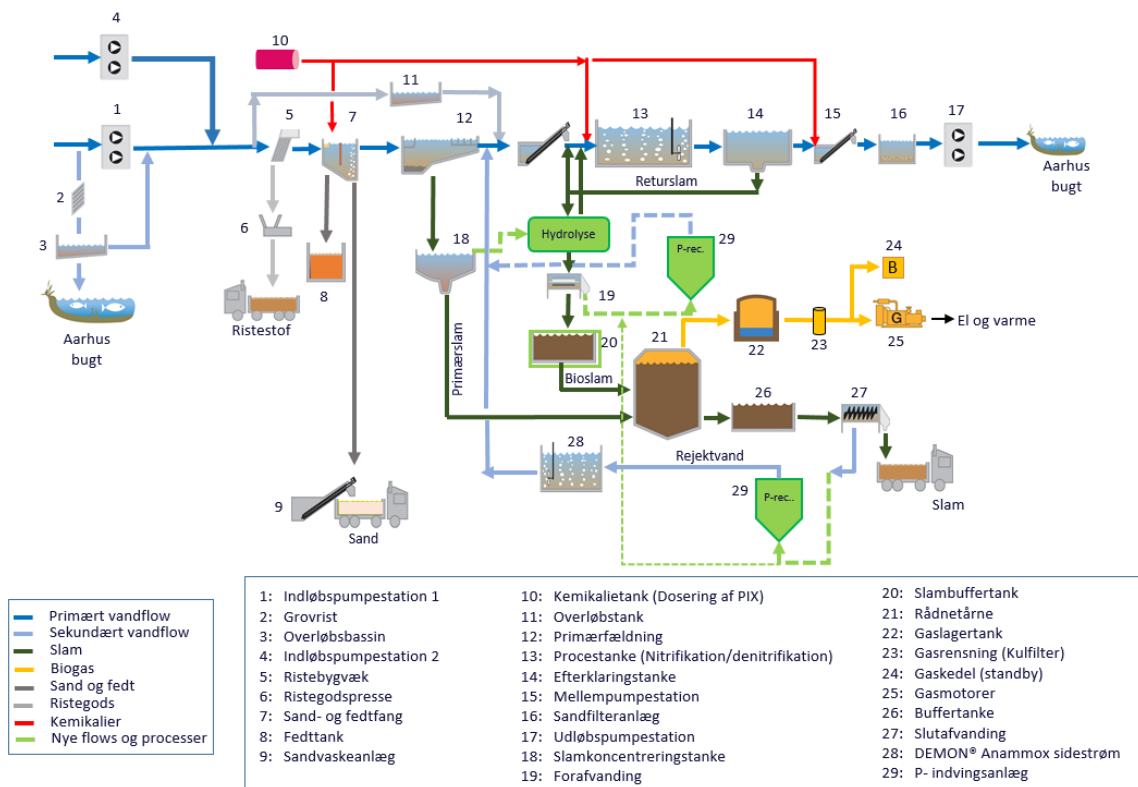 4
10
11
1
5
7
12
13
14
15
16
17
Aarhus
bugt
2
Returslam
3
6
18
Hydrolyse
P-rec.
29
24
B
8
19
G
El og varme
Ristestof
Aarhus
bugt
20
21
22
23
25
Primærslam
Bioslam
26
27
28
Rejektvand
29
P-rec..
Slam
9
Sand
Primært vandflow
Sekundært vandflow
Slam
Biogas
Sand og fedt
Ristegods
Kemikalier
Nye flows og processer
1: Indløbspumpestation 1
2: Grovrist
3: Overløbsbassin
4: Indløbspumpestation 2
5: Ristebygvæk
6: Ristegodspresse
7: Sand- og fedtfang
8: Fedttank
9: Sandvaskeanlæg
10: Kemikalietank (Dosering af PIX)
11: Overløbstank
12: Primærfældning
13: Procestanke (Nitrifikation/denitrifikation)
14: Efterklaringstanke
15: Mellempumpestation
16: Sandfilteranlæg
17: Udløbspumpestation
18: Slamkoncentreringstanke
19: Forafvanding
20: Slambuffertank
21: Rådnetårne
22: Gaslagertank
23: Gasrensning (Kulfilter)
24: Gaskedel (standby)
25: Gasmotorer
26: Buffertanke
27: Slutafvanding
28: DEMON® Anammox sidestrøm
29: P- indvingsanlæg